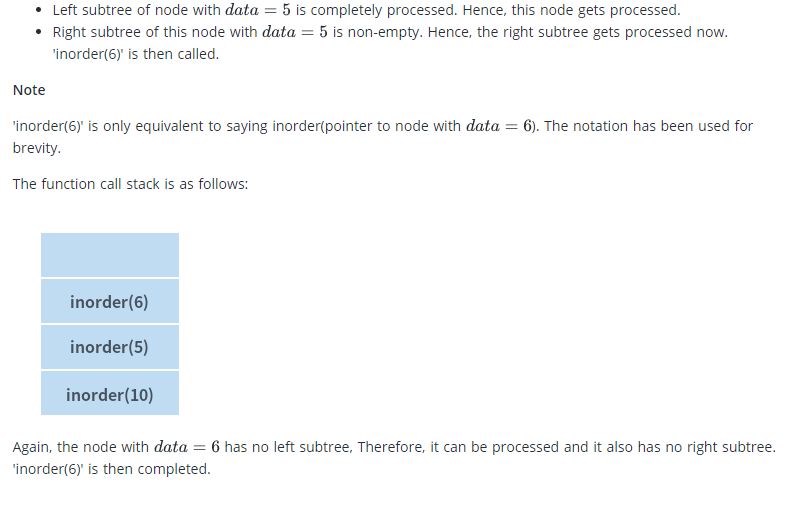 • Left subtree of node with data = 5 is completely processed. Hence, this node gets processed.
• Right subtree of this node with data = 5 is non-empty. Hence, the right subtree gets processed now.
'inorder(6)' is then called.
Note
'inorder(6)' is only equivalent to saying inorder(pointer to node with data = 6). The notation has been used for
brevity.
The function call stack is as follows:
inorder(6)
inorder(5)
inorder(10)
Again, the node with data = 6 has no left subtree, Therefore, it can be processed and it also has no right subtree.
'inorder(6)' is then completed.